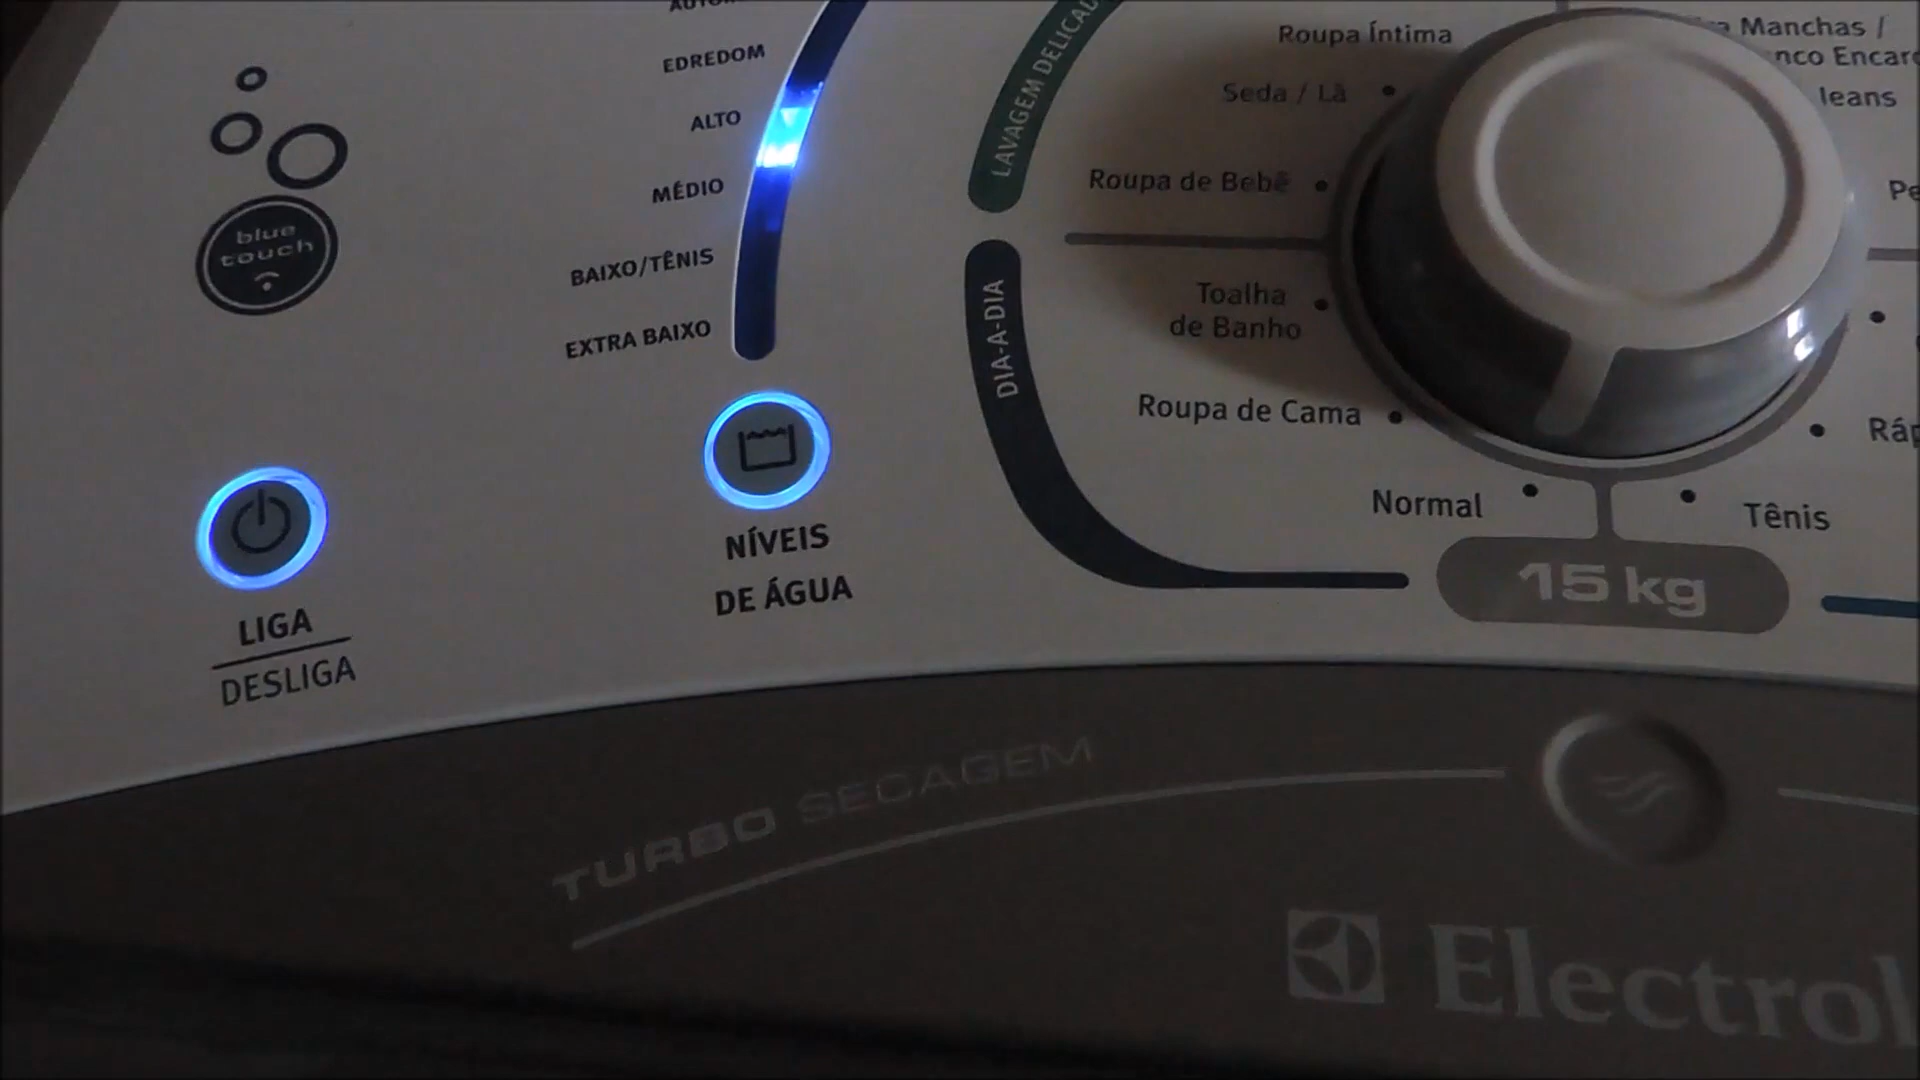 EDREDOM
ALTO
MÉDIO
BAIXO/TÊNIS
EXTRA BAIXO
blue
touch
NÍVEIS
DE ÁGUA
LIGA
DESLIGA
LAVAGEM
DIA-A-DIA
Roupa Íntima
Seda / Lã
Roupa de Bebê
Toalha
de Banho
Roupa de Cama
Normal
Manchas /
Jeans
Tênis
15 kg
TURBO SECAGEM